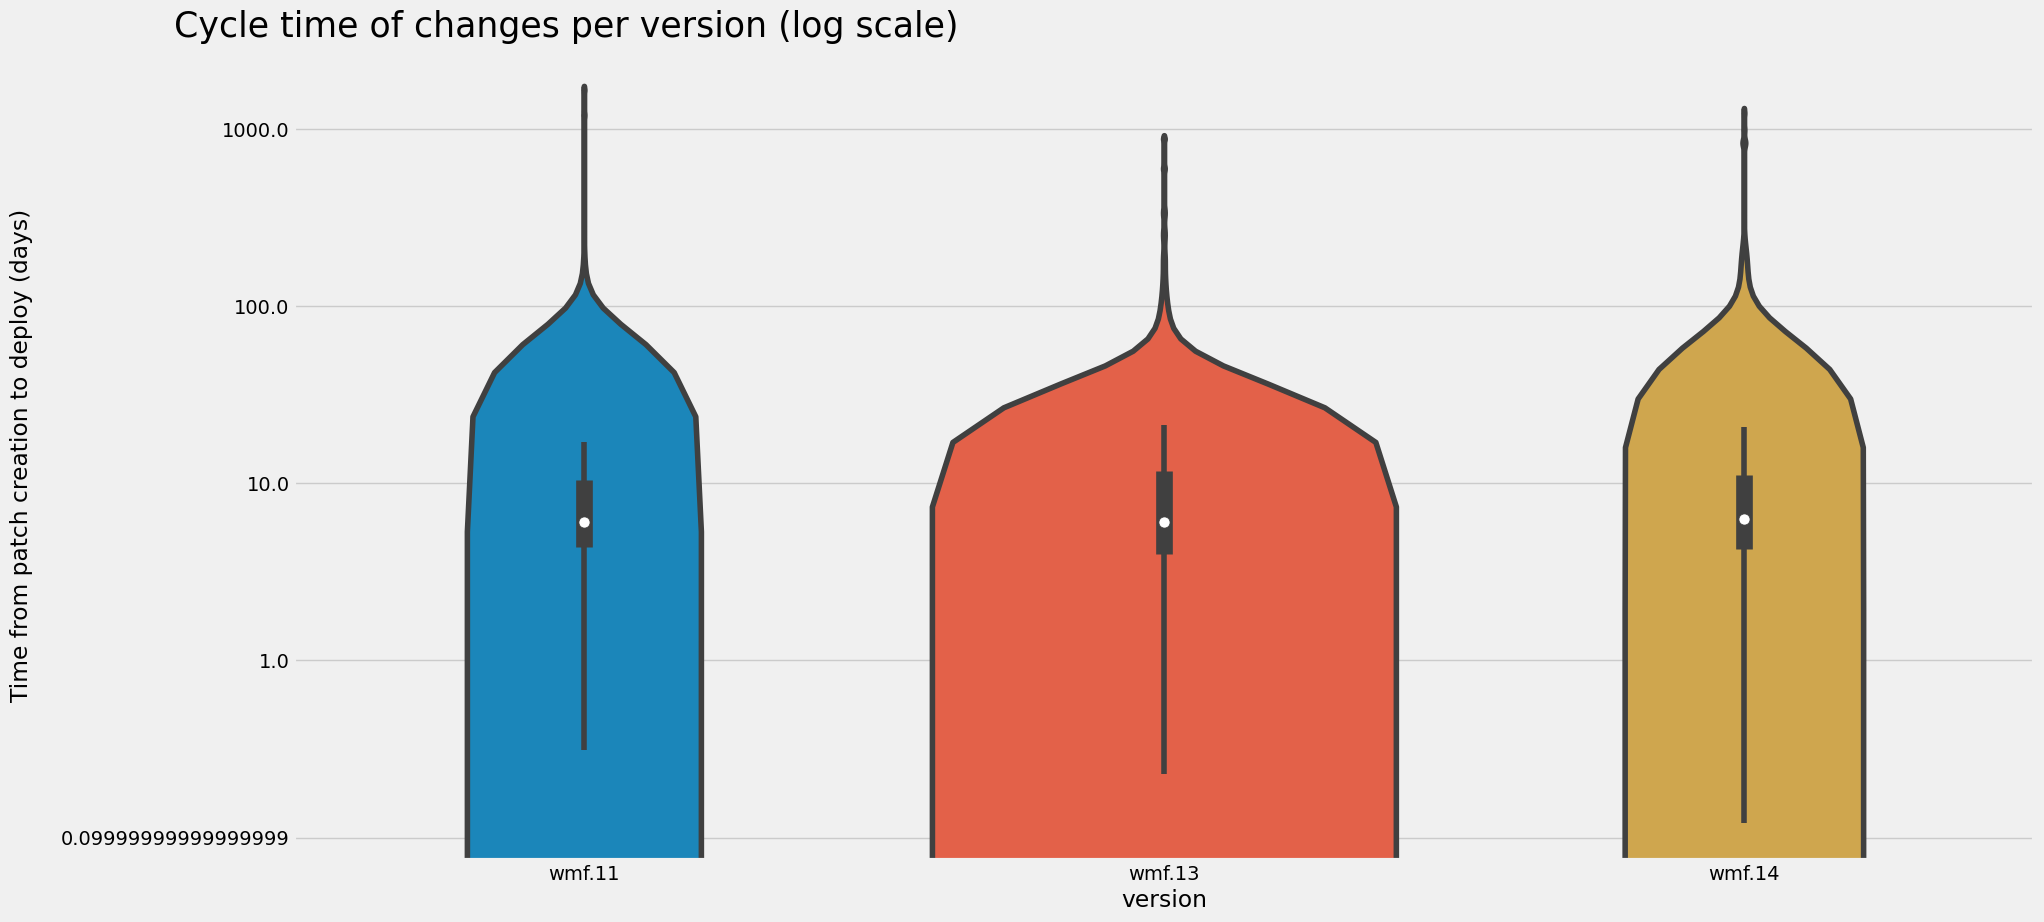 Cycle time of changes per version (log scale)
Time from patch creation to deploy (days)
1000.0
100.0
10.0
1.0
0.09999999999999999
wmf.11
wmf.13
wmf.14
version